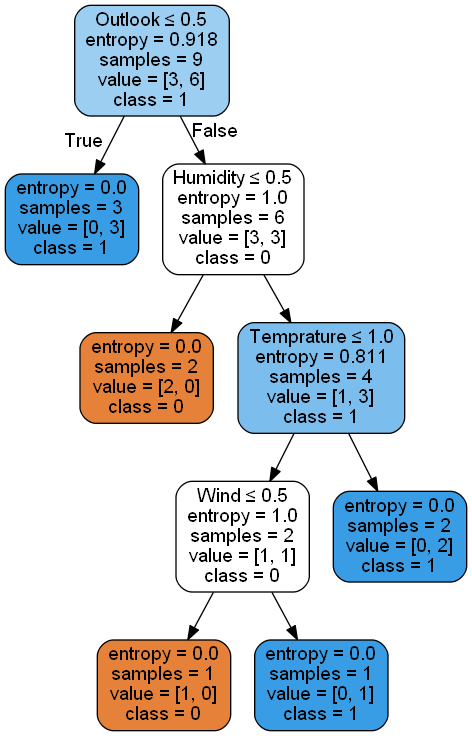 Outlook ≤ 0.5
entropy = 0.918
samples = 9
value = [3, 6]
class = 1
True
False
entropy = 0.0
samples = 3
value = [0, 3]
class = 1
Humidity ≤ 0.5
entropy = 1.0
samples = 6
value = [3, 3]
class = 0
entropy = 0.0
samples = 2
value = [2, 0]
class = 0
Temprature ≤ 1.0
entropy = 0.811
samples = 4
value = [1, 3]
class = 1
Wind ≤ 0.5
entropy = 1.0
samples = 2
value = [1, 1]
class = 0
entropy = 0.0
samples = 2
value = [0, 2]
class = 1
entropy = 0.0
samples = 1
value = [1, 0]
class = 0
entropy = 0.0
samples = 1
value = [0, 1]
class = 1